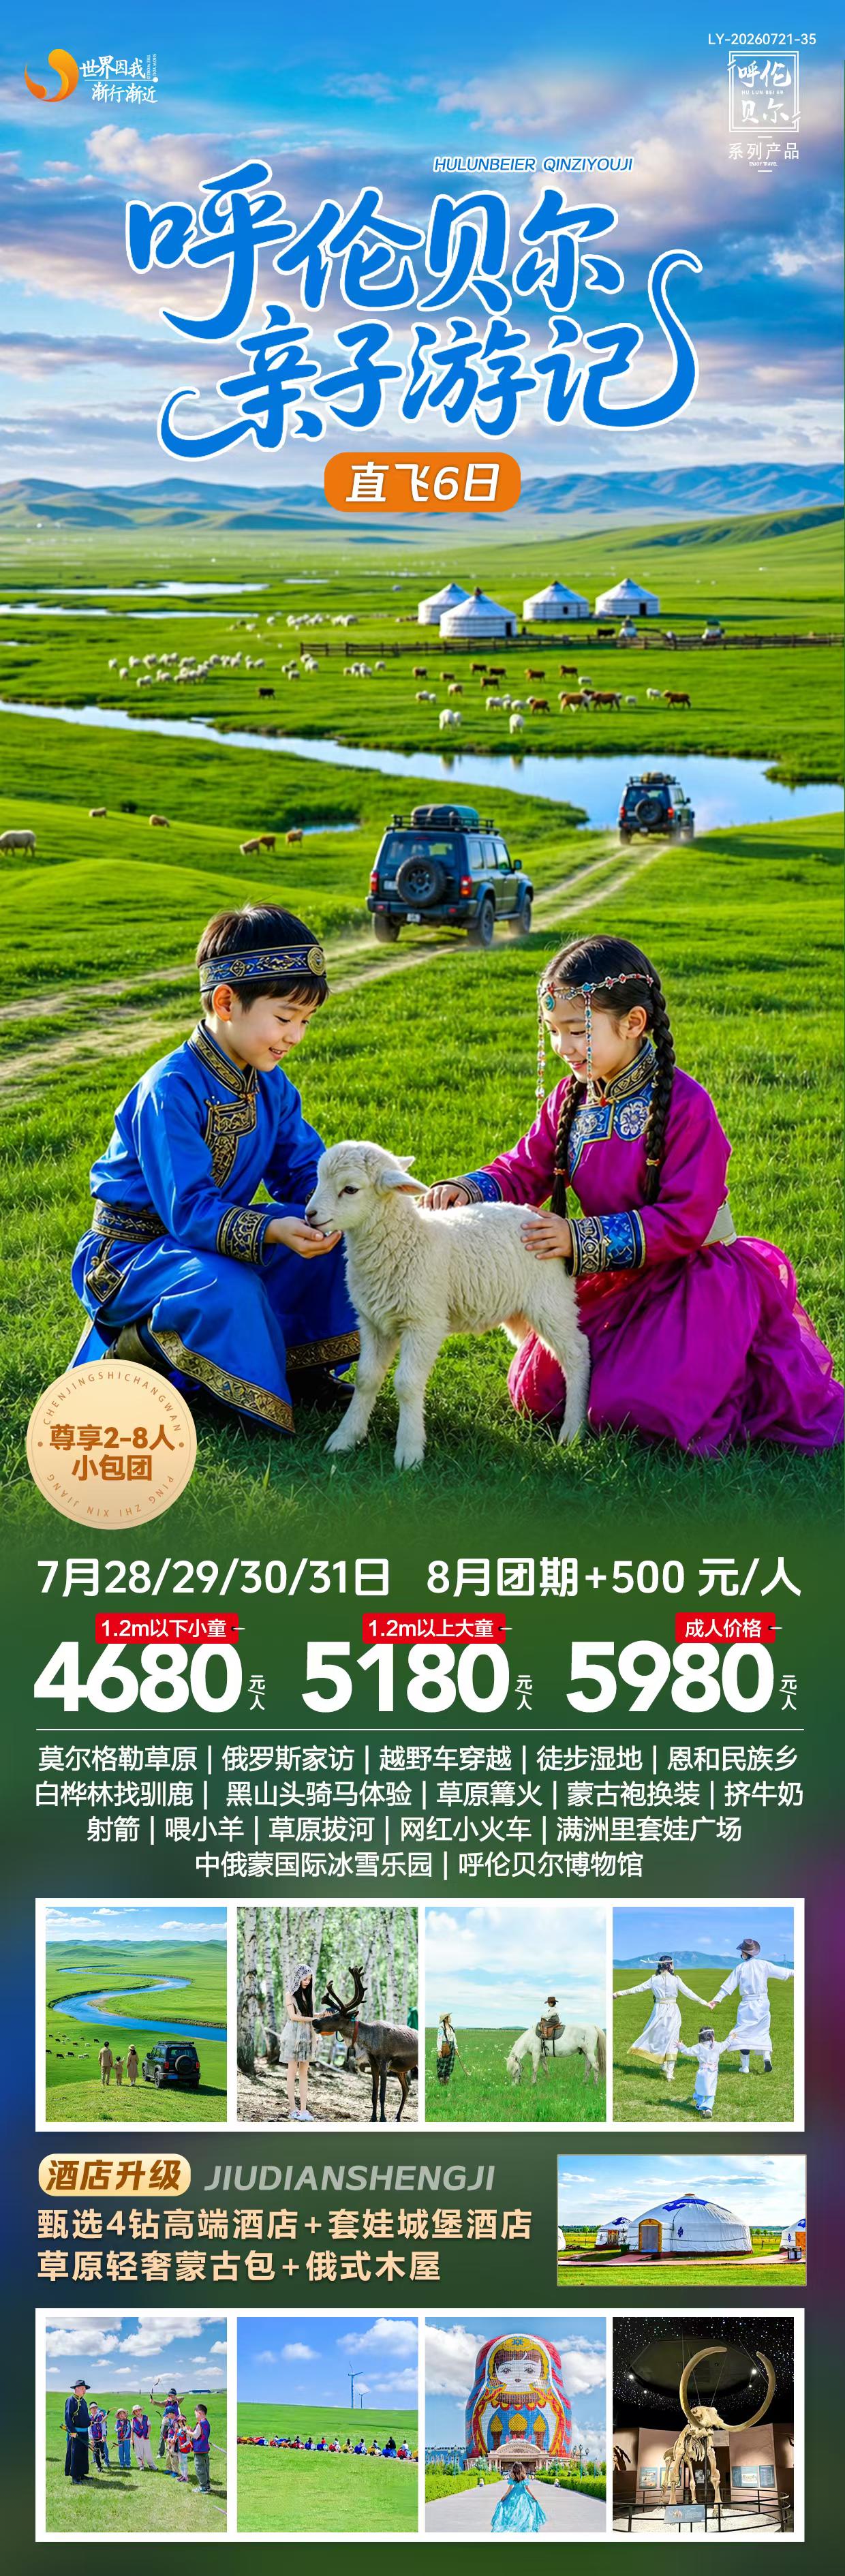 LY-20260721-35
世界因我
渐行渐近
呼伦
HU LUN BEI ER
贝尔
系列产品
HULUNBEIER QINZIYOUJI
呼伦贝尔
亲子游记
直飞6日
CHENJINGSHICHANGWAN
尊享2-8人
小包团
PING ZHI XIN JIANG
7月28/29/30/31日 8月团期+500 元/人
1.2m以下小童 1.2m以上大童 成人价格
4680元/人 5180元/人 5980元/人
莫尔格勒草原 | 俄罗斯家访 | 越野车穿越 | 徒步湿地 | 恩和民族乡
白桦林找驯鹿 | 黑山头骑马体验 | 草原篝火 | 蒙古袍换装 | 挤牛奶
射箭 | 喂小羊 | 草原拔河 | 网红小火车 | 满洲里套娃广场
中俄蒙国际冰雪乐园 | 呼伦贝尔博物馆
酒店升级 JIUDIANSHENGJI
甄选4钻高端酒店+套娃城堡酒店
草原轻奢蒙古包+俄式木屋